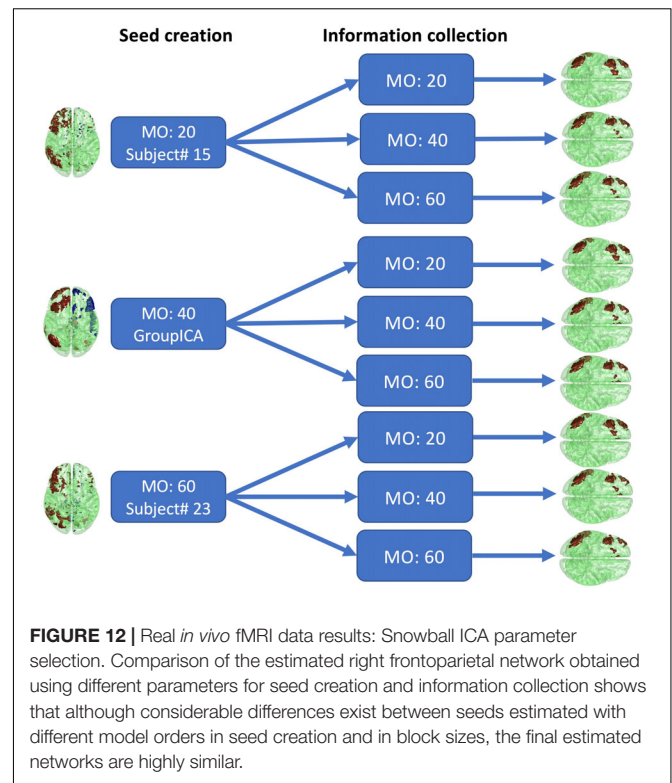 Seed creation
Information collection
MO: 20
Subject# 15
MO: 20
MO: 40
MO: 60
MO: 40
GroupICA
MO: 20
MO: 40
MO: 60
MO: 60
Subject# 23
MO: 20
MO: 40
MO: 60
FIGURE 12 | Real in vivo fMRI data results: Snowball ICA parameter
selection. Comparison of the estimated right frontoparietal network obtained
using different parameters for seed creation and information collection shows
that although considerable differences exist between seeds estimated with
different model orders in seed creation and in block sizes, the final estimated
networks are highly similar.